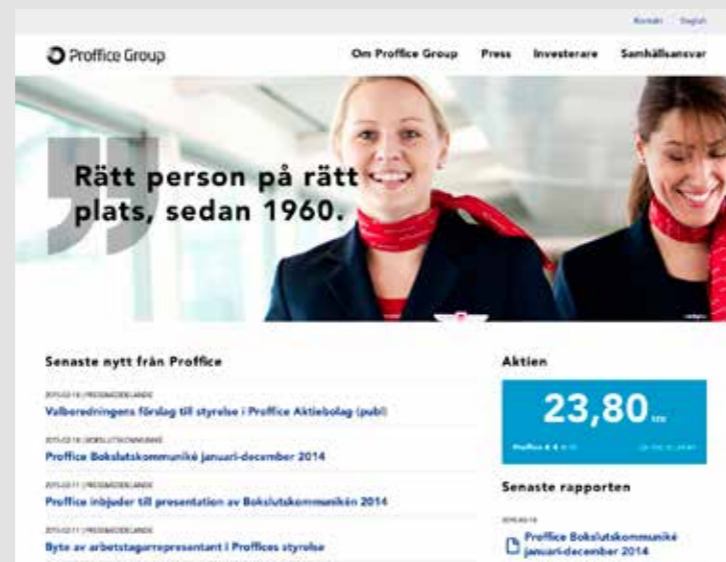 Kontakt English
Proffice Group
Om Proffice Group Press Investerare Samhällsansvar
Rätt person på rätt
plats, sedan 1960.
Senaste nytt från Proffice
Valberedningens förslag till styrelse i Proffice Aktiebolag (publ)
Proffice Bokslutskommuniké januari-december 2014
Proffice inbjuder till presentation av Bokslutskommunikén 2014
Byte av arbetstagarrepresentant i Proffices styrelse
Aktien
23,80
Senaste rapporten
Proffice Bokslutskommuniké
januari-december 2014